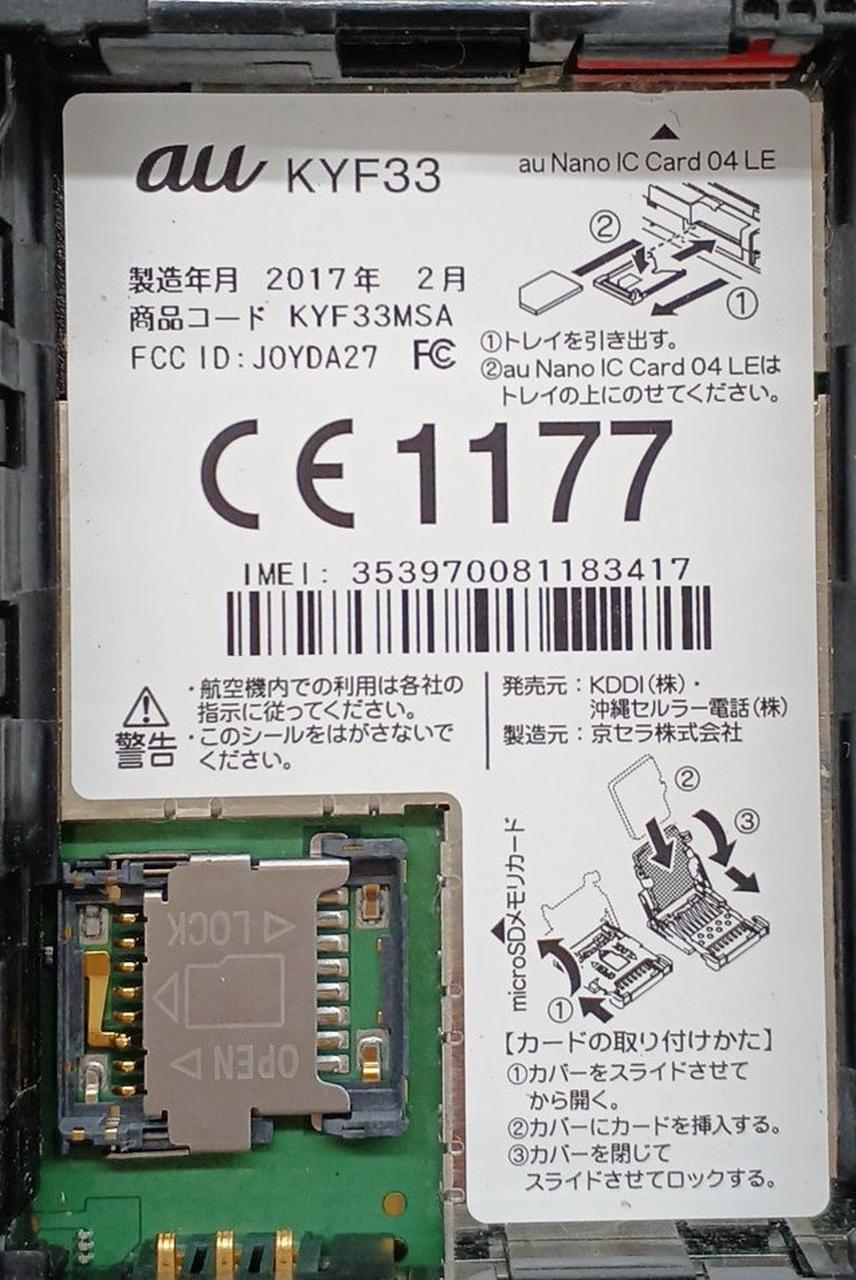 au KYF33
au Nano IC Card 04 LE
②
①
製造年月 2017年 2月
商品コード KYF33MSA
FCC ID:JOYDA27 FC
①トレイを引き出す。
②au Nano IC Card 04 LEは
トレイの上にのせてください。
CE1177
IMEI: 353970081183417
警告
・航空機内での利用は各社の
指示に従ってください。
・このシールをはがさないで
ください。
発売元：KDDI(株)・
沖縄セルラー電話(株)
製造元：京セラ株式会社
microSDメモリカード
②
③
①
【カードの取り付けかた】
①カバーをスライドさせて
から開く。
②カバーにカードを挿入する。
③カバーを閉じて
スライドさせてロックする。
LOCK
OPEN